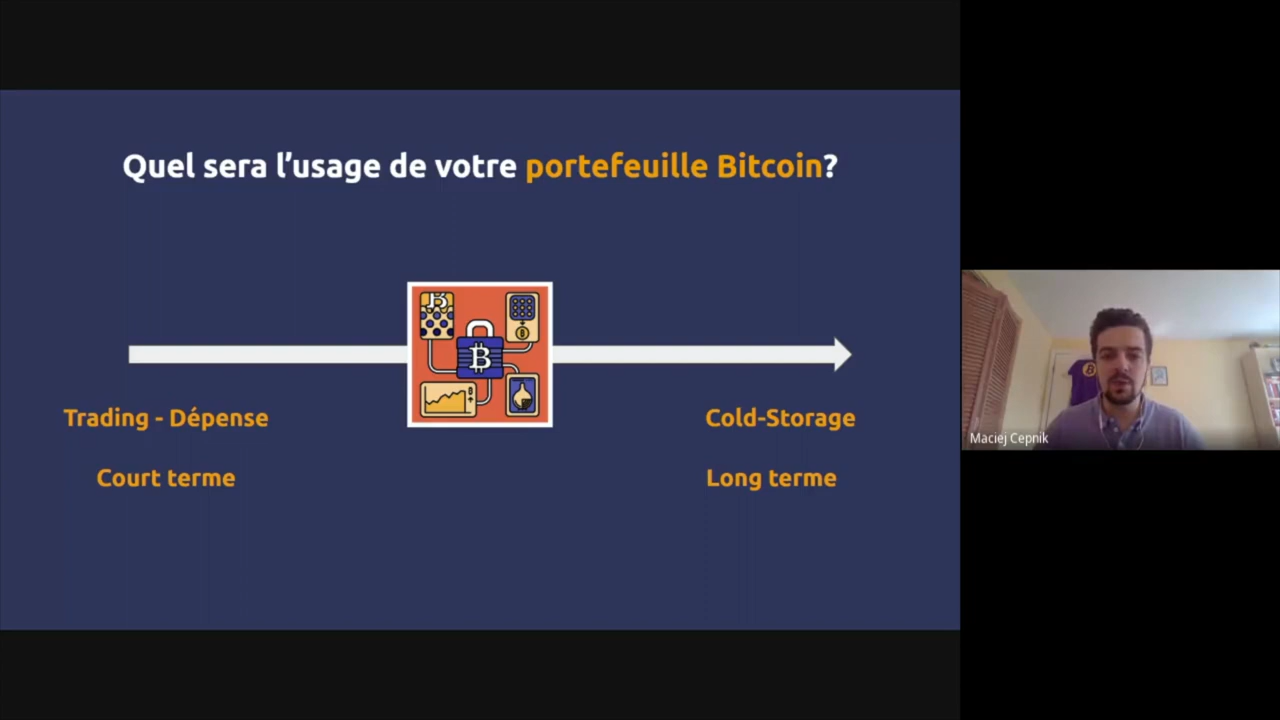 Quel sera l'usage de votre portefeuille Bitcoin?
Trading - Dépense
Cold-Storage
Court terme
Long terme
Maciej Cepnik